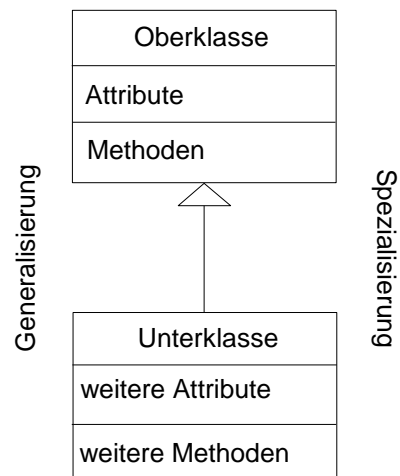 Oberklasse
Attribute
Methoden
Generalisierung
Spezialisierung
Unterklasse
weitere Attribute
weitere Methoden